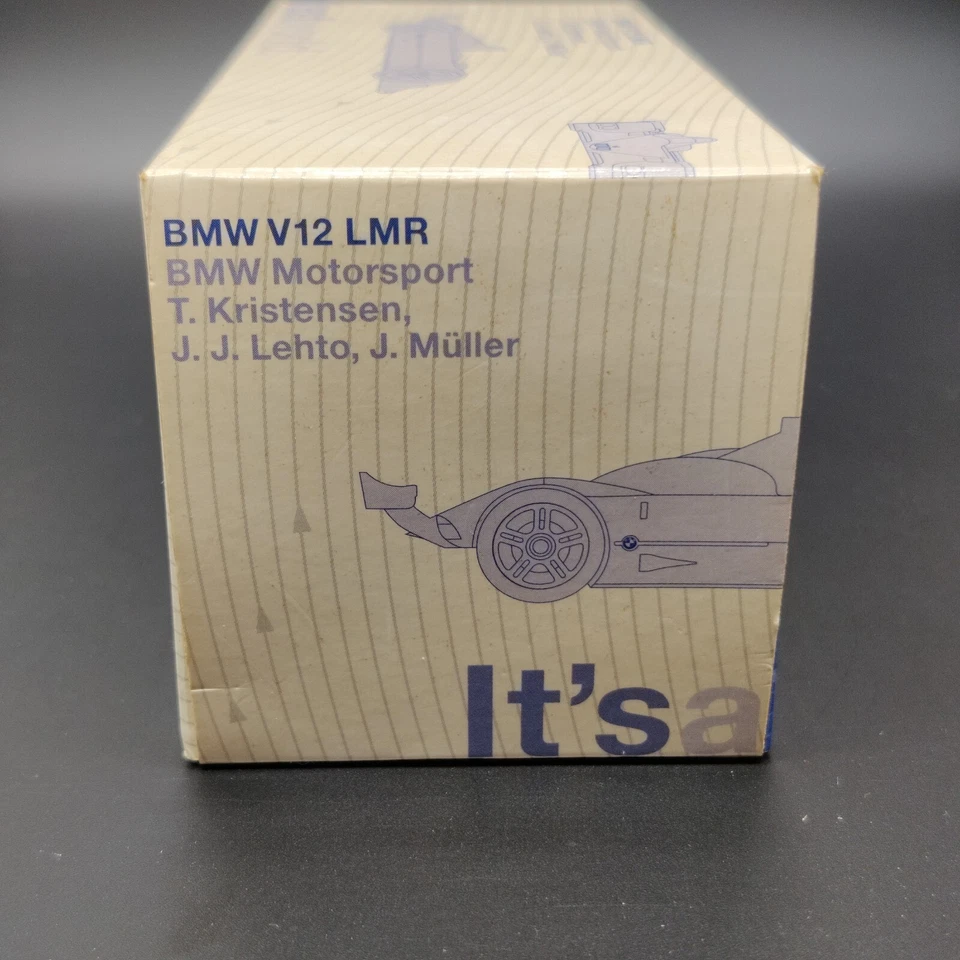 BMW V12 LMR
BMW Motorsport
T. Kristensen,
J. J. Lehto, J. Müller
It's a